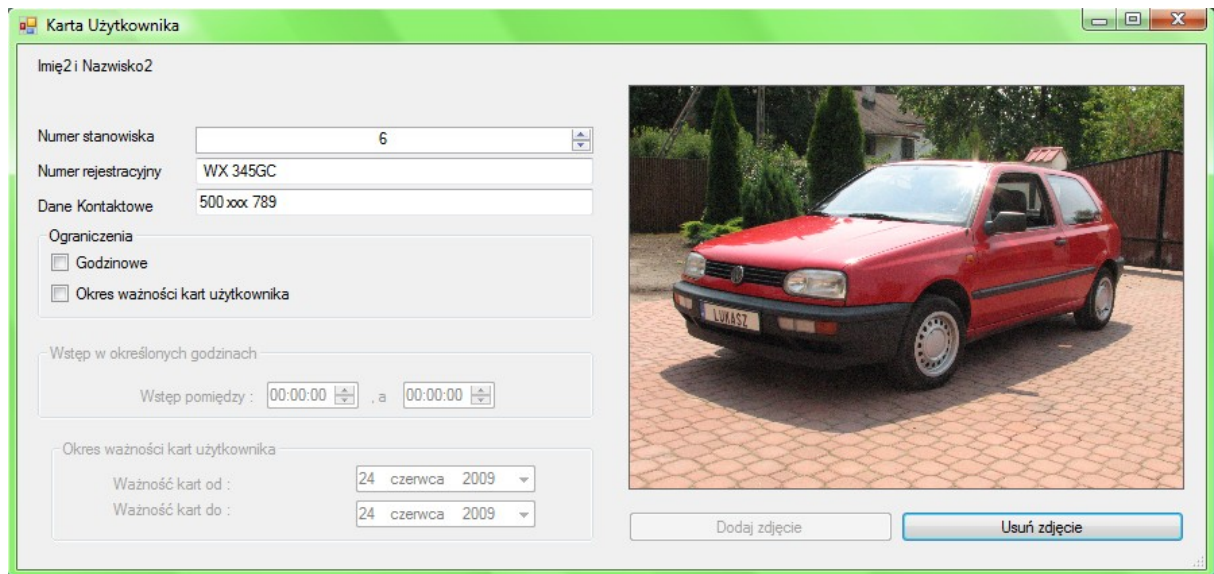 Karta Użytkownika
Imię2 i Nazwisko2
Numer stanowiska 6
Numer rejestracyjny WX 345GC
Dane Kontaktowe 500 xxx 789
Ograniczenia
Godzinowe
Okres ważności kart użytkownika
Wstęp w określonych godzinach
Wstęp pomiędzy : 00:00:00 , a 00:00:00
Okres ważności kart użytkownika
Ważność kart od : 24 czerwca 2009
Ważność kart do : 24 czerwca 2009
LUKASZ
Dodaj zdjęcie Usuń zdjęcie